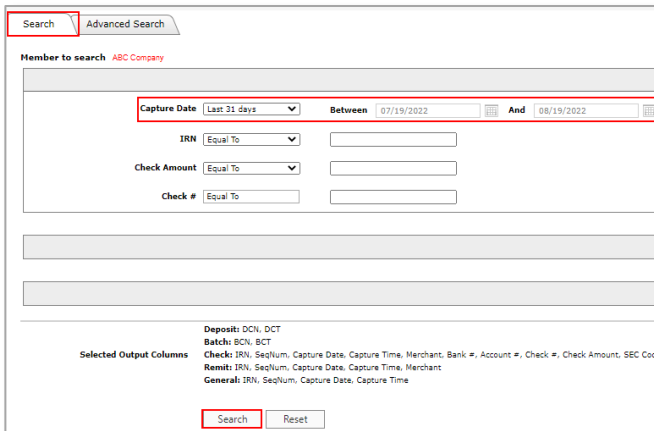 Search Advanced Search
Member to search ABC Company
Capture Date Last 31 days Between 07/19/2022 And 08/19/2022
IRN Equal To
Check Amount Equal To
Check # Equal To
Deposit: DCN, DCT
Batch: BCN, BCT
Selected Output Columns Check: IRN, SeqNum, Capture Date, Capture Time, Merchant, Bank #, Account #, Check #, Check Amount, SEC Coo
Remit: IRN, SeqNum, Capture Date, Capture Time, Merchant
General: IRN, SeqNum, Capture Date, Capture Time
Search Reset